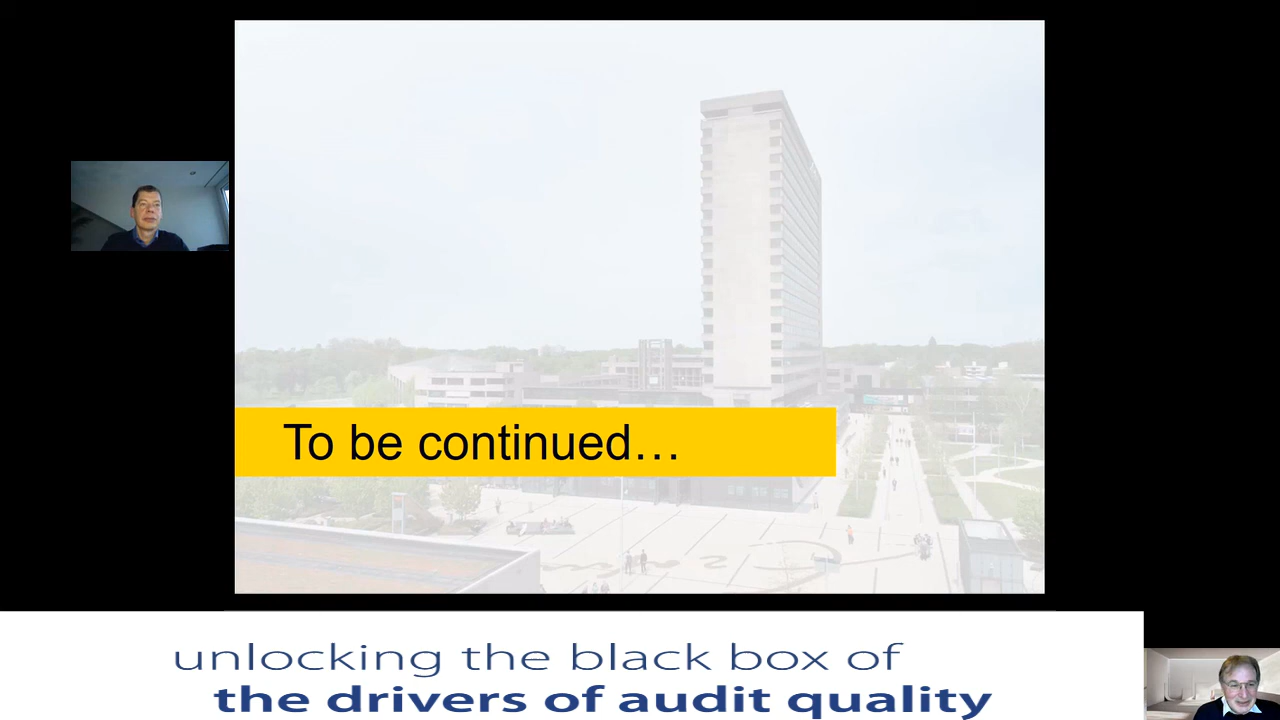 To be continued…
unlocking the black box of
the drivers of audit quality